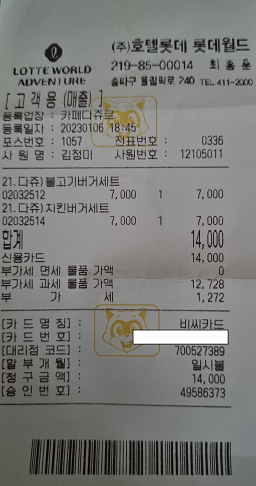 LOTTE WORLD
ADVENTURE
(주)호텔롯데 롯데월드
219-85-00014 최 홍 훈
송파구 올림픽로 240 TEL 411-2000
[ 고 객 용 (매출) ]
등록업장 : 카페디쥬로
등록일자 : 20230106 18:45
포스번호 : 1057 전표번호 : 0336
사 원 명 : 김정미 사원번호 : 12105011
21.다쥬)불고기버거세트
02032512 7,000 1 7,000
21.다쥬)치킨버거세트
02032514 7,000 1 7,000
합계 14,000
신용카드 14,000
부가세 면세 물품 가액 0
부가세 과세 물품 가액 12,728
부 가 세 1,272
[카 드 명 칭] : 비씨카드
[카 드 번 호] :
[대리점 코드] : 700527389
[할 부 개 월] : 일시불
[청 구 금 액] : 14,000
[승 인 번 호] : 49586373